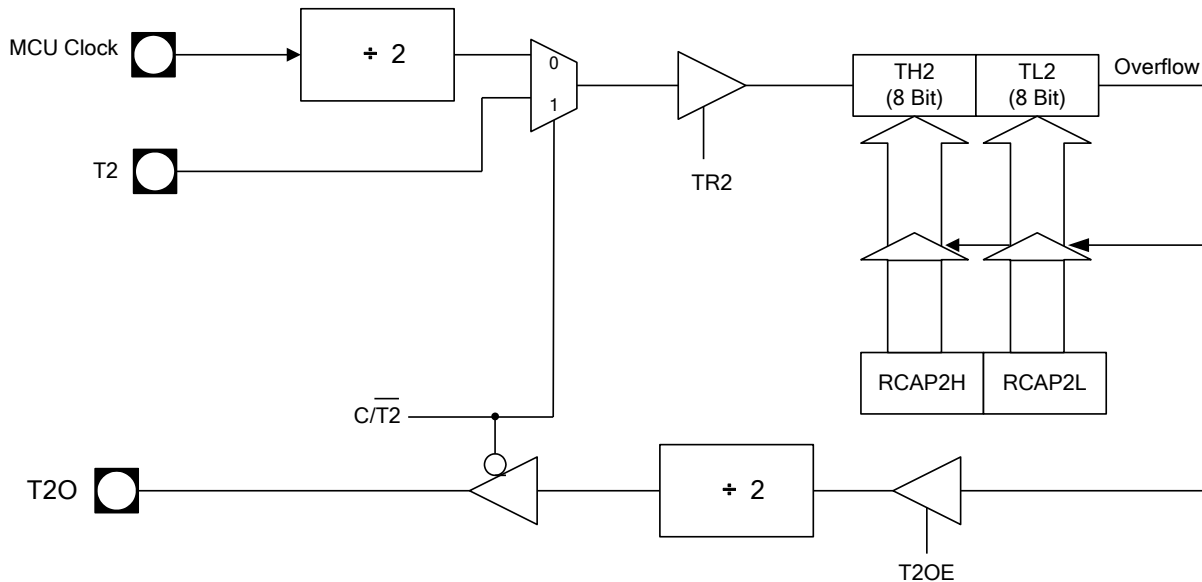 MCU Clock
÷ 2
0
1
T2
TR2
TH2
(8 Bit)
TL2
(8 Bit)
Overflow
RCAP2H
RCAP2L
C/T2̅
T2O
÷ 2
T2OE